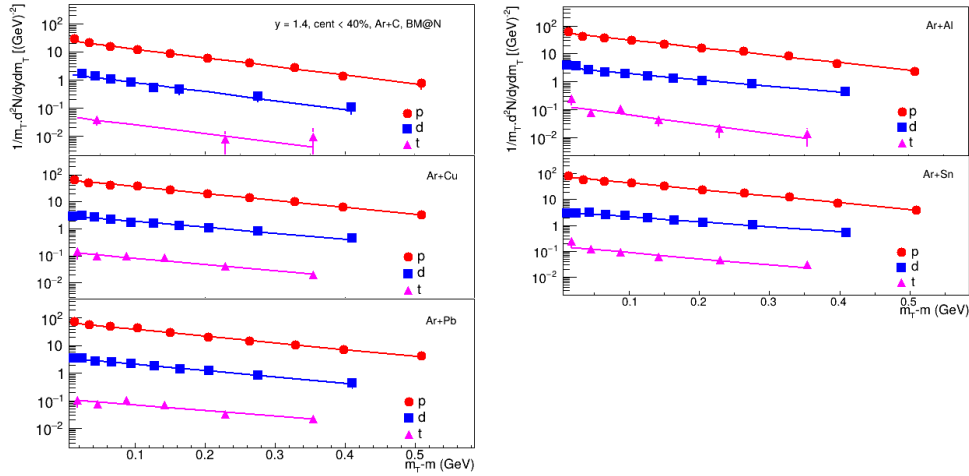 1/m_T.d²N/dydm_T [(GeV)⁻²]
y = 1.4, cent < 40%, Ar+C, BM@N
10²
10
1
10⁻¹
10⁻²
p
d
t
Ar+Cu
10²
10
1
10⁻¹
10⁻²
p
d
t
Ar+Pb
10²
10
1
10⁻¹
10⁻²
p
d
t
0.1 0.2 0.3 0.4 0.5
m_T-m (GeV)
1/m_T.d²N/dydm_T [(GeV)⁻²]
Ar+Al
10²
10
1
10⁻¹
10⁻²
p
d
t
Ar+Sn
10²
10
1
10⁻¹
10⁻²
p
d
t
0.1 0.2 0.3 0.4 0.5
m_T-m (GeV)